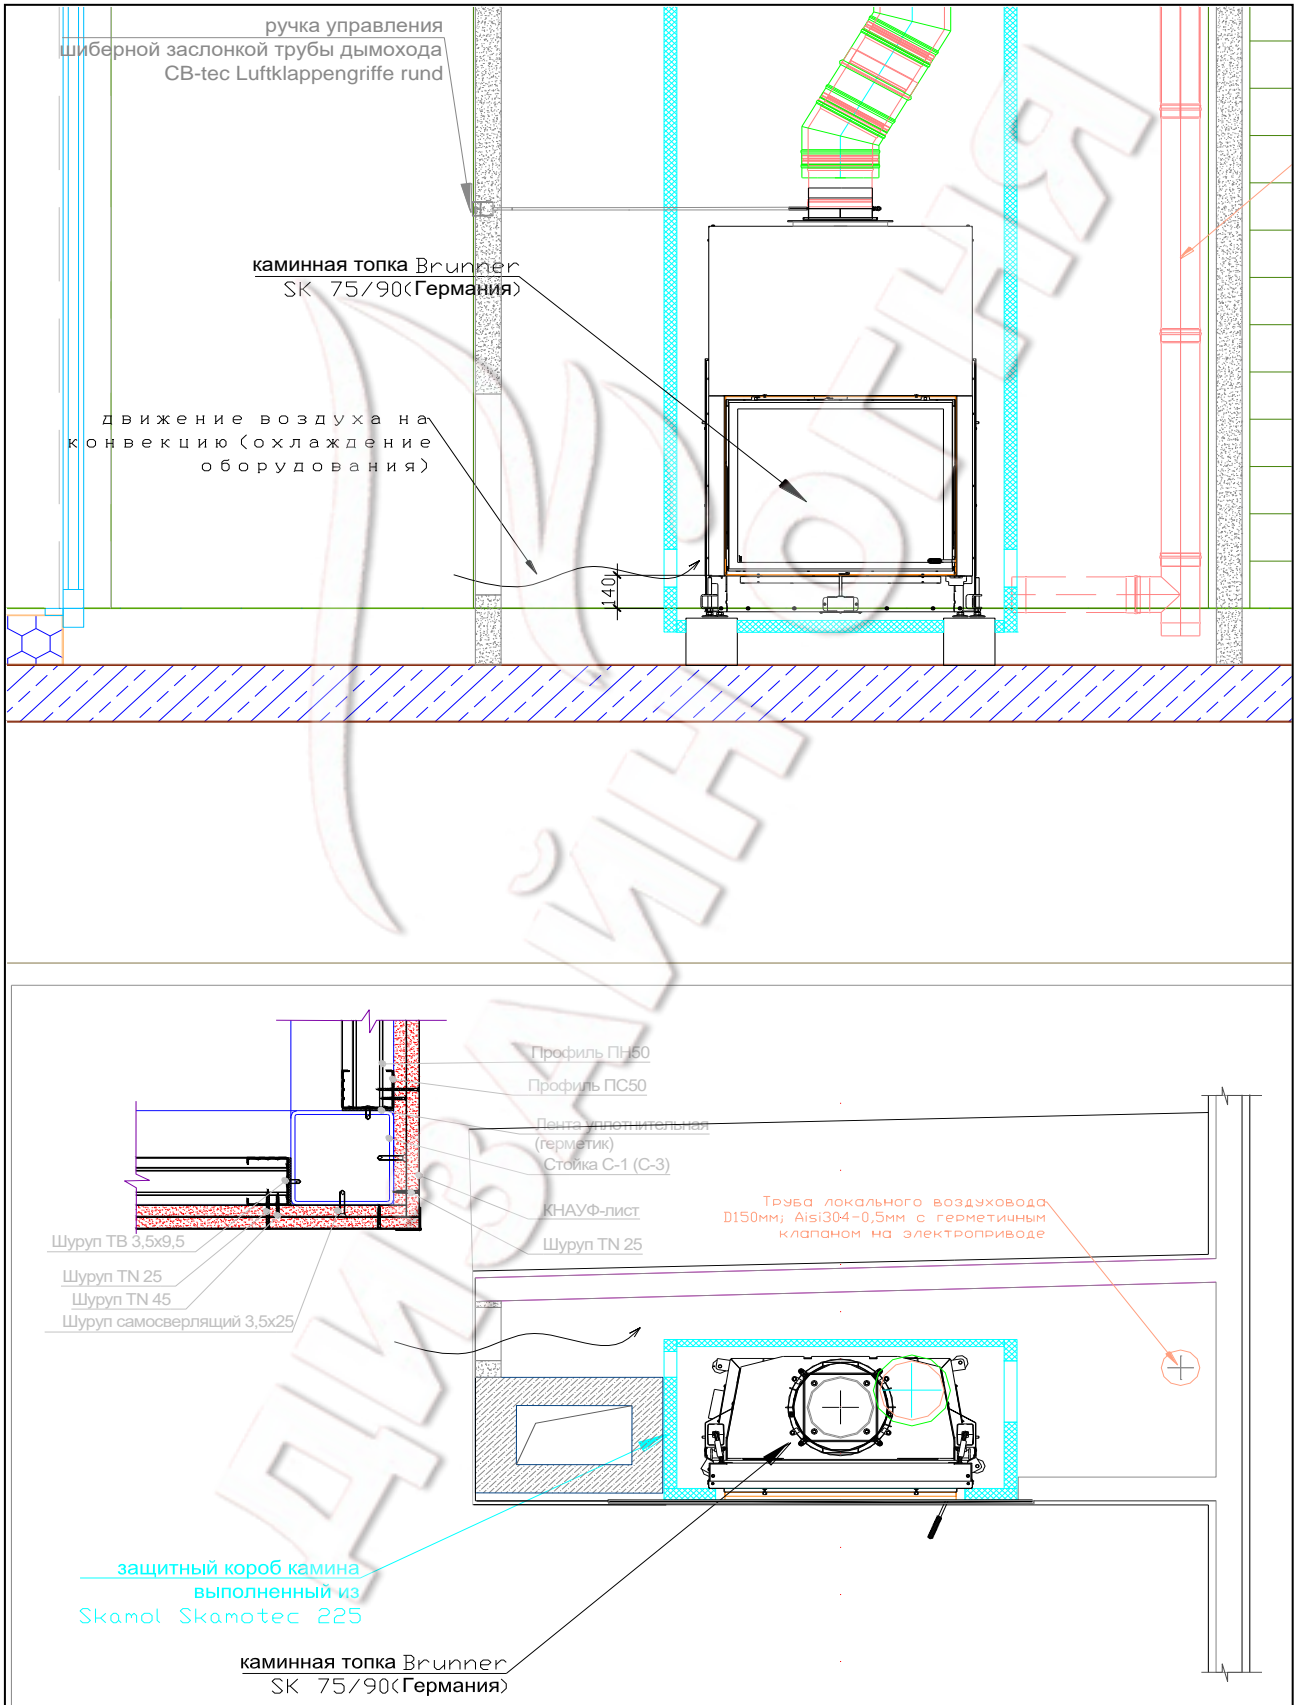 ручка управления
шиберной заслонкой трубы дымохода
CB-tec Luftklappengriffe rund
каминная топка Brunner
SK 75/90(Германия)
движение воздуха на
конвекцию (охлаждение
оборудования)
140
Профиль ПН50
Профиль ПС50
Лента уплотнительная
(герметик)
Стойка С-1 (С-3)
КНАУФ-лист
Шуруп TN 25
Шуруп ТВ 3,5х9,5
Шуруп TN 25
Шуруп TN 45
Шуруп самосверлящий 3,5х25
Труба локального воздуховода
D150мм; Aisi304-0,5мм с герметичным
клапаном на электроприводе
защитный короб камина
выполненный из
Skamol Skamotec 225
каминная топка Brunner
SK 75/90(Германия)
ДИЗАЙН ОГНЯ